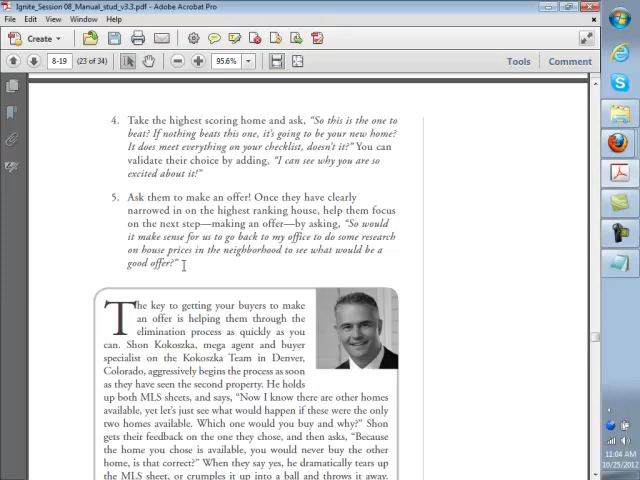 Ignite_Session 08_Manual_stud_v3.3.pdf - Adobe Acrobat Pro
File Edit View Window Help
Create
8-19 (23 of 34) 95.6% Tools Comment
4. Take the highest scoring home and ask, “So this is the one to
beat? If nothing beats this one, it’s going to be your new home?
It does meet everything on your checklist, doesn’t it?” You can
validate their choice by adding, “I can see why you are so
excited about it!”
5. Ask them to make an offer! Once they have clearly
narrowed in on the highest ranking house, help them focus
on the next step—making an offer—by asking, “So would
it make sense for us to go back to my office to do some research
on house prices in the neighborhood to see what would be a
good offer?”
The key to getting your buyers to make
an offer is helping them through the
elimination process as quickly as you
can. Shon Kokoszka, mega agent and buyer
specialist on the Kokoszka Team in Denver,
Colorado, aggressively begins the process as soon
as they have seen the second property. He holds
up both MLS sheets, and says, “Now I know there are other homes
available, yet let’s just see what would happen if these were the only
two homes available. Which one would you buy and why?” Shon
gets their feedback on the one they chose, and then asks, “Because
the home you chose is available, you would never buy the other
home, is that correct?” When they say yes, he dramatically tears up
the MLS sheet, or crumples it up into a ball and throws it away.
11:04 AM
10/25/2012